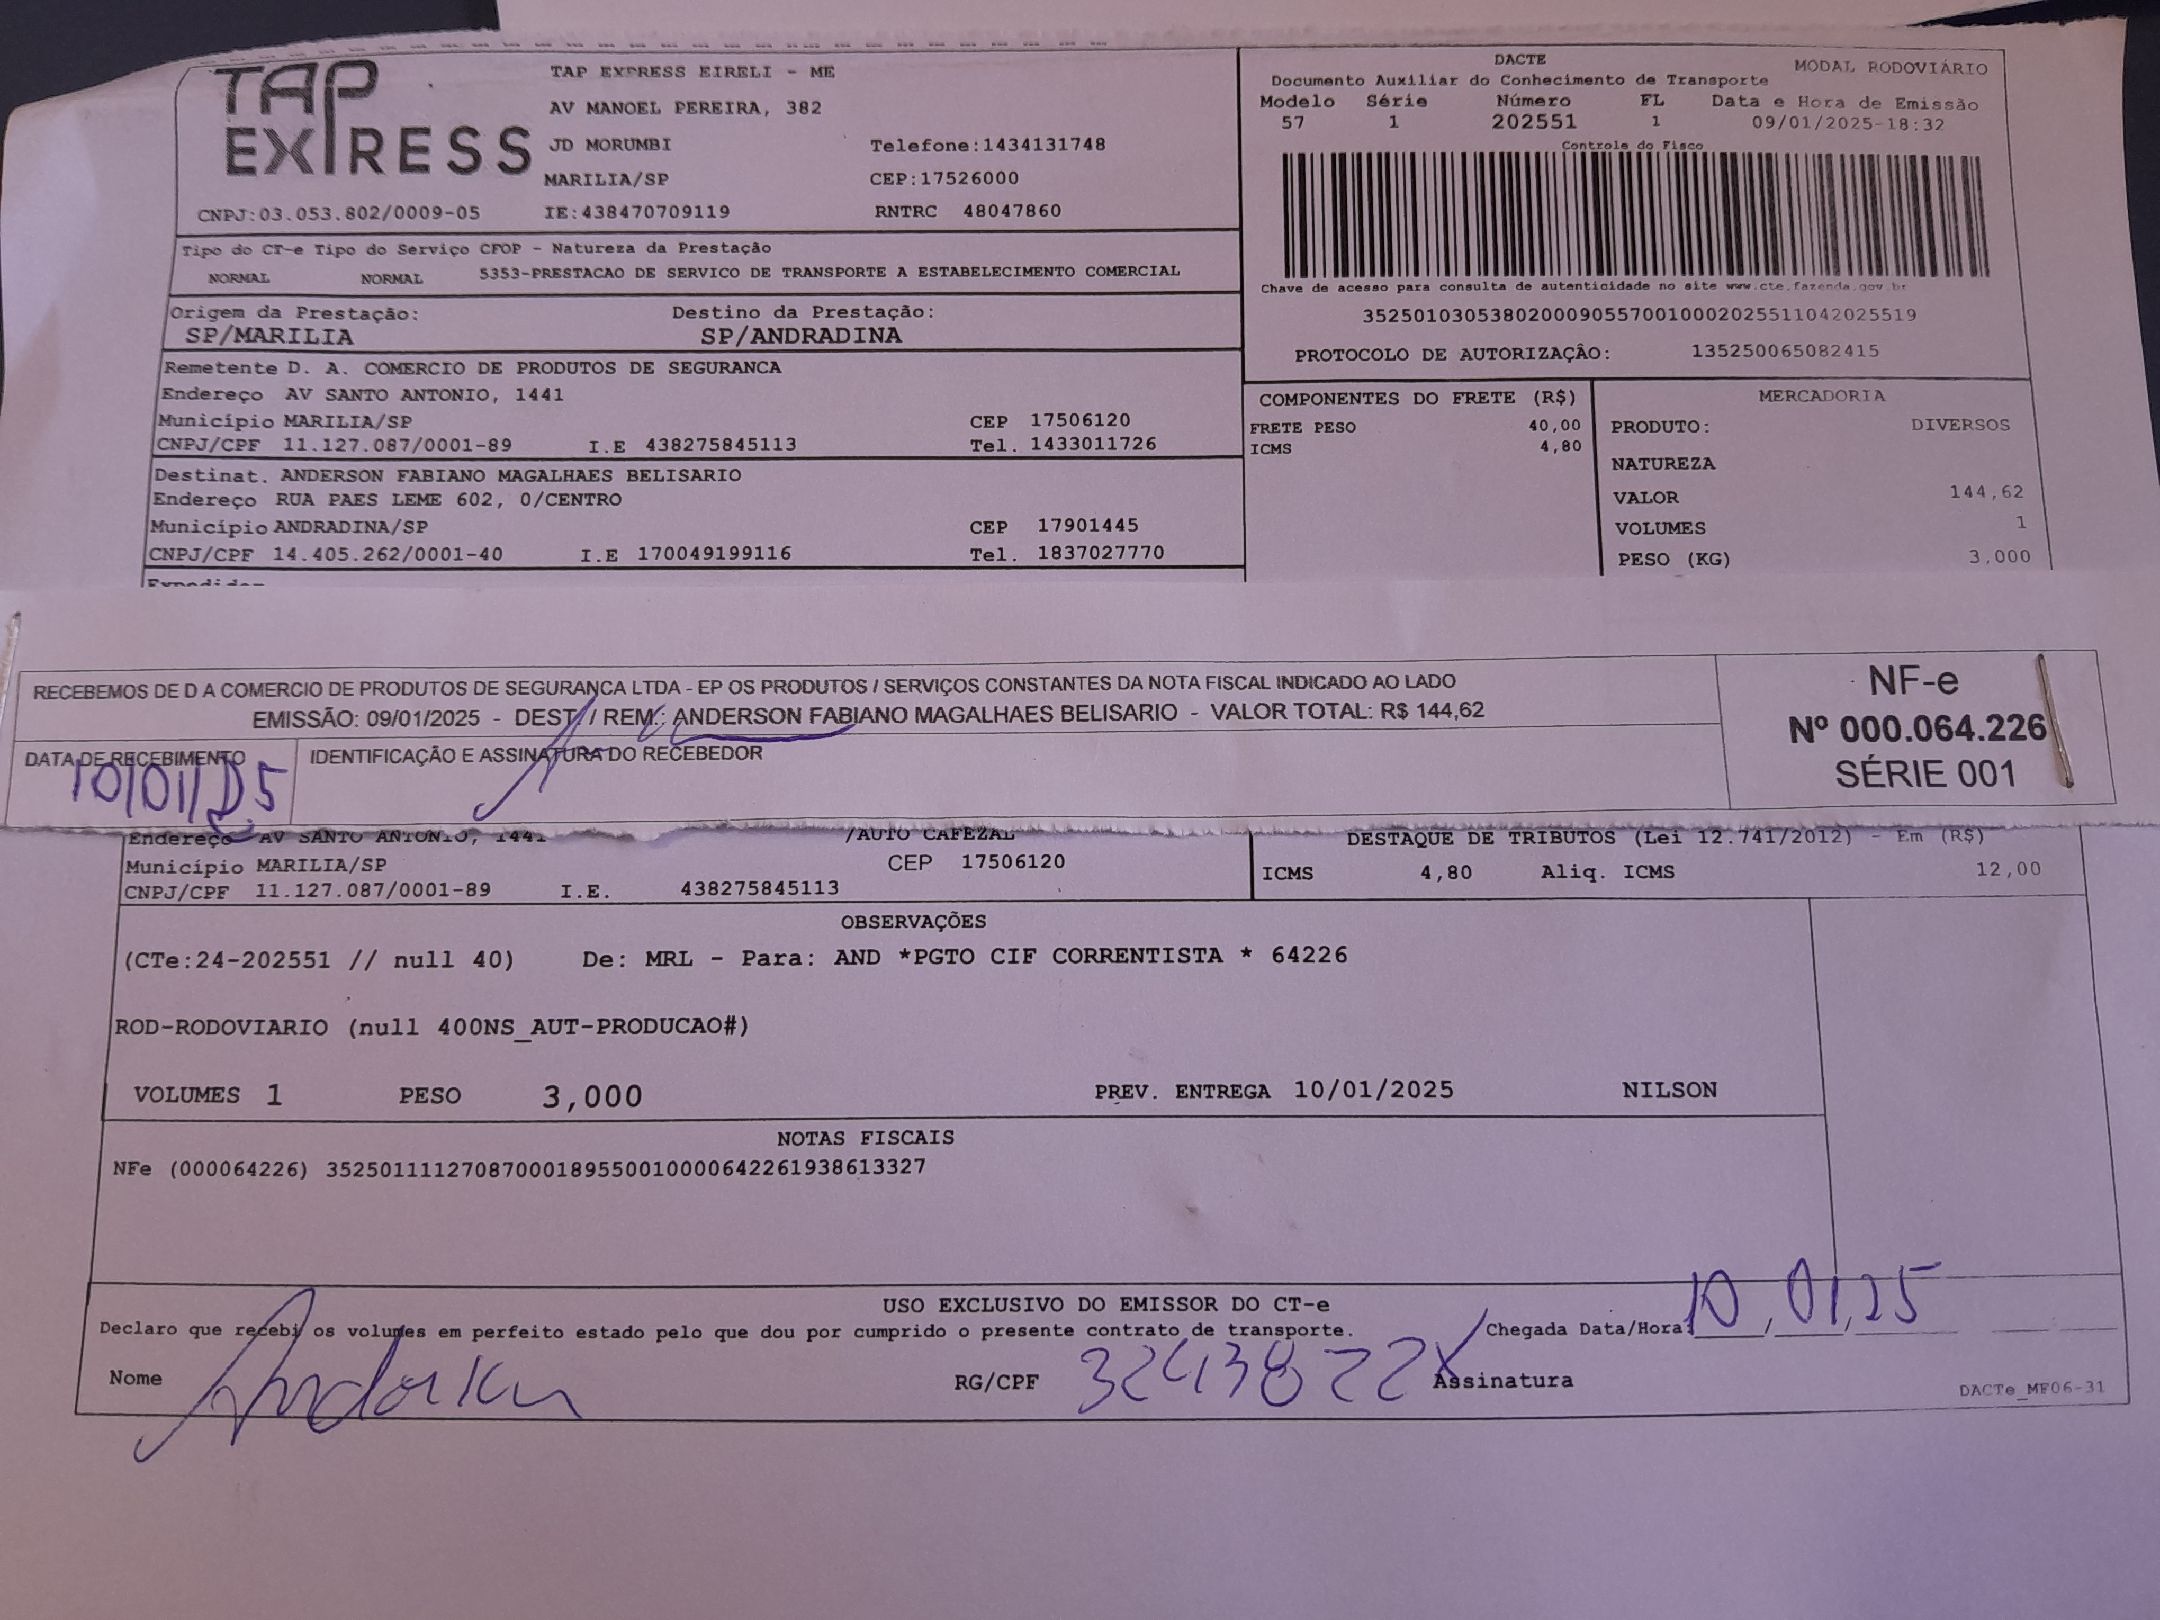 TAP EXPRESS
TAP EXPRESS EIRELI - ME
AV MANOEL PEREIRA, 382
JD MORUMBI Telefone:1434131748
MARILIA/SP CEP:17526000
CNPJ:03.053.802/0009-05 IE:438470709119 RNTRC 48047860
DACTE MODAL RODOVIÁRIO
Documento Auxiliar do Conhecimento de Transporte
Modelo Série Número FL Data e Hora de Emissão
57 1 202551 1 09/01/2025-18:32
Controle do Fisco
Chave de acesso para consulta de autenticidade no site www.cte.fazenda.gov.br
35250103053802000905570010002025511042025519
PROTOCOLO DE AUTORIZAÇÃO: 135250065082415
Tipo do CT-e Tipo do Serviço CFOP - Natureza da Prestação
NORMAL NORMAL 5353-PRESTACAO DE SERVICO DE TRANSPORTE A ESTABELECIMENTO COMERCIAL
Origem da Prestação: Destino da Prestação:
SP/MARILIA SP/ANDRADINA
Remetente D. A. COMERCIO DE PRODUTOS DE SEGURANCA
Endereço AV SANTO ANTONIO, 1441
Município MARILIA/SP CEP 17506120
CNPJ/CPF 11.127.087/0001-89 I.E 438275845113 Tel. 1433011726
Destinat. ANDERSON FABIANO MAGALHAES BELISARIO
Endereço RUA PAES LEME 602, 0/CENTRO
Município ANDRADINA/SP CEP 17901445
CNPJ/CPF 14.405.262/0001-40 I.E 170049199116 Tel. 1837027770
COMPONENTES DO FRETE (R$)
FRETE PESO 40,00
ICMS 4,80
MERCADORIA
PRODUTO: DIVERSOS
NATUREZA
VALOR 144,62
VOLUMES 1
PESO (KG) 3,000
RECEBEMOS DE D A COMERCIO DE PRODUTOS DE SEGURANÇA LTDA - EP OS PRODUTOS / SERVIÇOS CONSTANTES DA NOTA FISCAL INDICADO AO LADO
EMISSÃO: 09/01/2025 - DEST. / REM.: ANDERSON FABIANO MAGALHAES BELISARIO - VALOR TOTAL: R$ 144,62
DATA DE RECEBIMENTO IDENTIFICAÇÃO E ASSINATURA DO RECEBEDOR
10/01/25
NF-e
Nº 000.064.226
SÉRIE 001
Endereço AV SANTO ANTONIO, 1441 /AUTO CAFEZAL
Município MARILIA/SP CEP 17506120
CNPJ/CPF 11.127.087/0001-89 I.E. 438275845113
DESTAQUE DE TRIBUTOS (Lei 12.741/2012) - Em (R$)
ICMS 4,80 Aliq. ICMS 12,00
OBSERVAÇÕES
(CTe:24-202551 // null 40) De: MRL - Para: AND *PGTO CIF CORRENTISTA * 64226
ROD-RODOVIARIO (null 400NS_AUT-PRODUCAO#)
VOLUMES 1 PESO 3,000 PREV. ENTREGA 10/01/2025 NILSON
NOTAS FISCAIS
NFe (000064226) 35250111127087000189550010000642261938613327
USO EXCLUSIVO DO EMISSOR DO CT-e
Declaro que recebi os volumes em perfeito estado pelo que dou por cumprido o presente contrato de transporte. Chegada Data/Hora: 10/01/25
Nome RG/CPF 3243822X Assinatura
DACTe_MF06-31